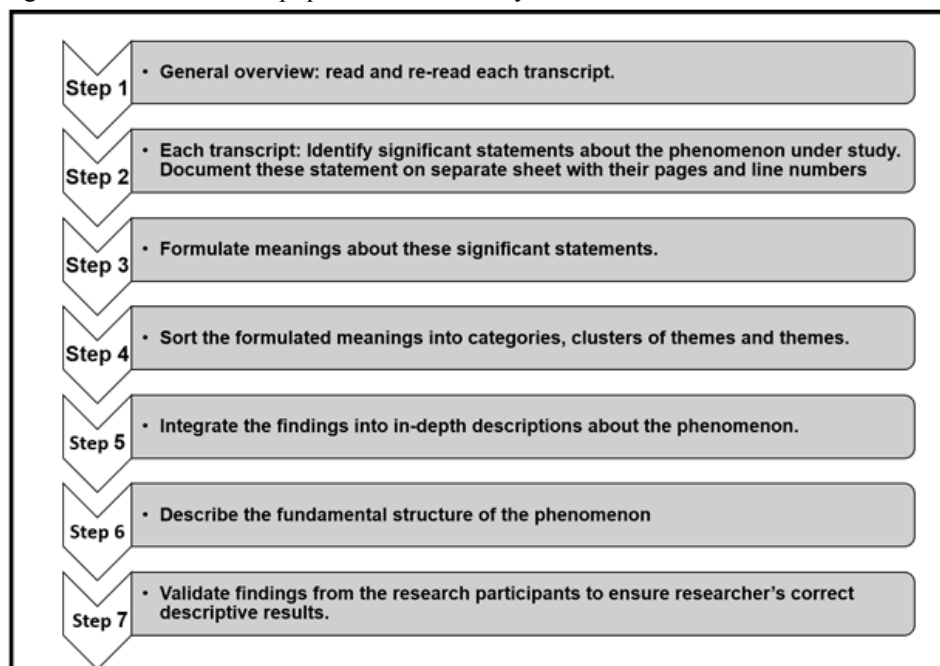 Step 1
• General overview: read and re-read each transcript.
Step 2
• Each transcript: Identify significant statements about the phenomenon under study.
Document these statement on separate sheet with their pages and line numbers
Step 3
• Formulate meanings about these significant statements.
Step 4
• Sort the formulated meanings into categories, clusters of themes and themes.
Step 5
• Integrate the findings into in-depth descriptions about the phenomenon.
Step 6
• Describe the fundamental structure of the phenomenon
Step 7
• Validate findings from the research participants to ensure researcher's correct
descriptive results.